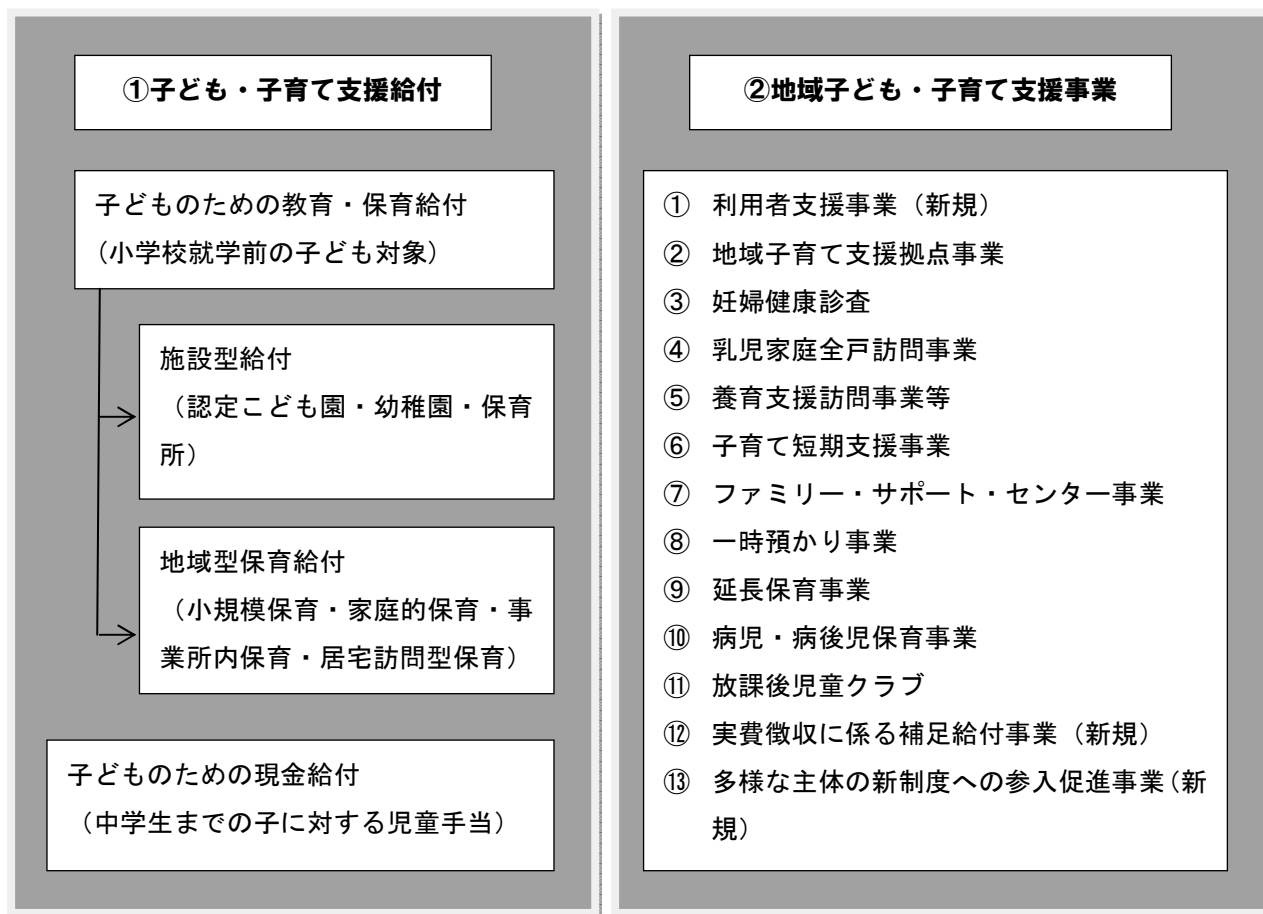 ①子ども・子育て支援給付
子どものための教育・保育給付
（小学校就学前の子ども対象）
施設型給付
（認定こども園・幼稚園・保育
所）
地域型保育給付
（小規模保育・家庭的保育・事
業所内保育・居宅訪問型保育）
子どものための現金給付
（中学生までの子に対する児童手当）
②地域子ども・子育て支援事業
① 利用者支援事業（新規）
② 地域子育て支援拠点事業
③ 妊婦健康診査
④ 乳児家庭全戸訪問事業
⑤ 養育支援訪問事業等
⑥ 子育て短期支援事業
⑦ ファミリー・サポート・センター事業
⑧ 一時預かり事業
⑨ 延長保育事業
⑩ 病児・病後児保育事業
⑪ 放課後児童クラブ
⑫ 実費徴収に係る補足給付事業（新規）
⑬ 多様な主体の新制度への参入促進事業（新
規）